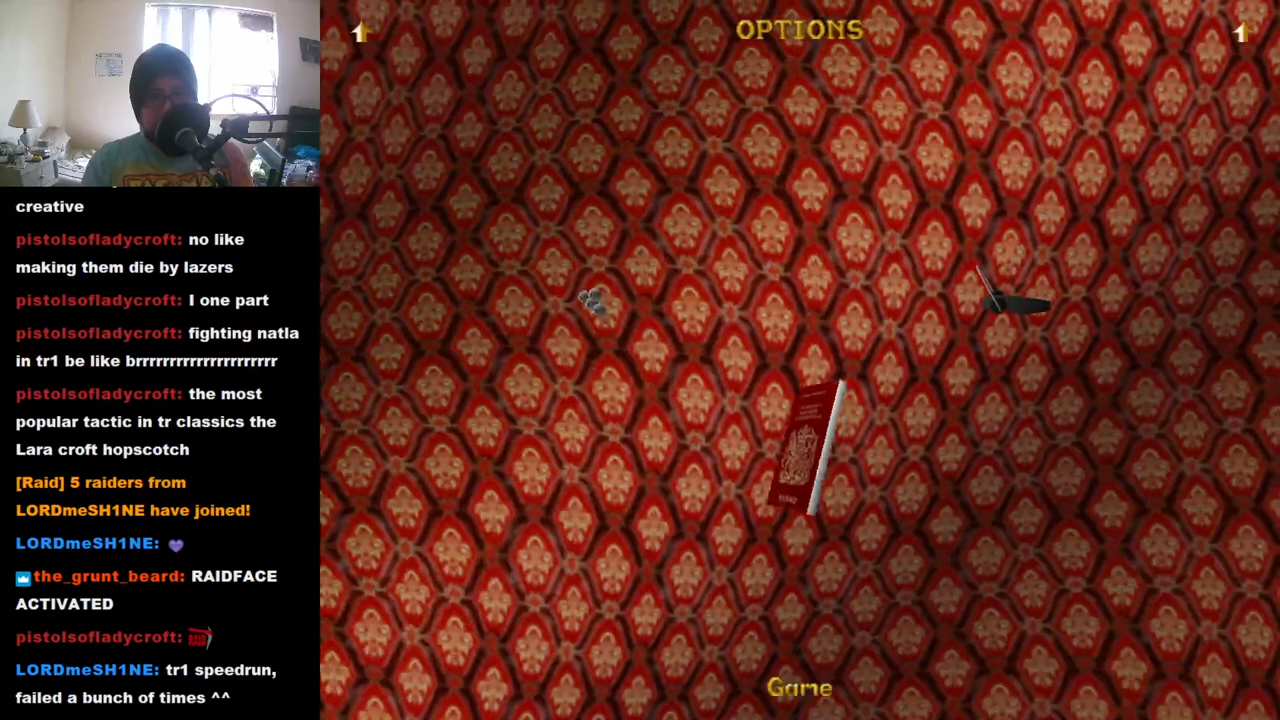 OPTIONS
creative
pistolsofladycroft: no like
making them die by lazers
pistolsofladycroft: I one part
pistolsofladycroft: fighting natla
in tr1 be like brrrrrrrrrrrrrrrrrrrr
pistolsofladycroft: the most
popular tactic in tr classics the
Lara croft hopscotch
[Raid] 5 raiders from
LORDmeSH1NE have joined!
LORDmeSH1NE:
the_grunt_beard: RAIDFACE
ACTIVATED
pistolsofladycroft:
LORDmeSH1NE: tr1 speedrun,
failed a bunch of times ^^
Game